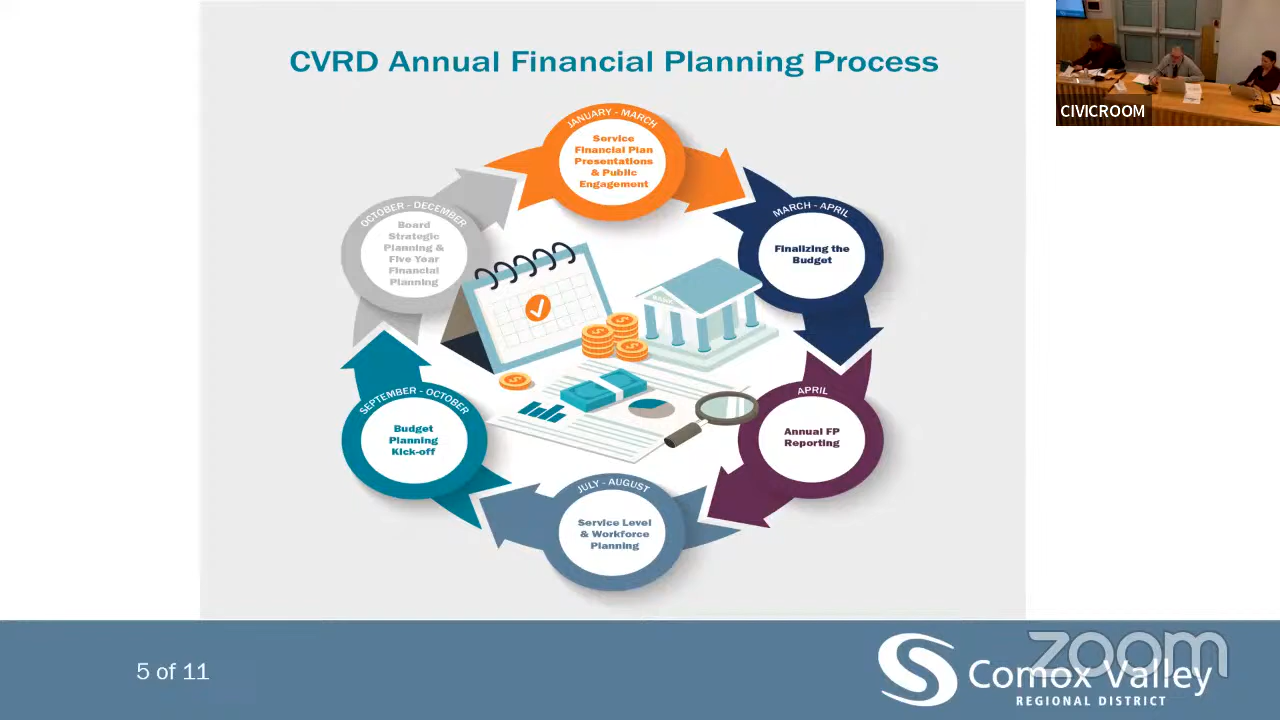 CVRD Annual Financial Planning Process
CIVICROOM
JANUARY - MARCH
Service
Financial Plan
Presentations
& Public
Engagement
MARCH - APRIL
Finalizing the
Budget
APRIL
Annual FP
Reporting
JULY - AUGUST
Service Level
& Workforce
Planning
SEPTEMBER - OCTOBER
Budget
Planning
Kick-off
OCTOBER - DECEMBER
Board
Strategic
Planning &
Five Year
Financial
Planning
BANK
5 of 11
zoom
Comox Valley
REGIONAL DISTRICT